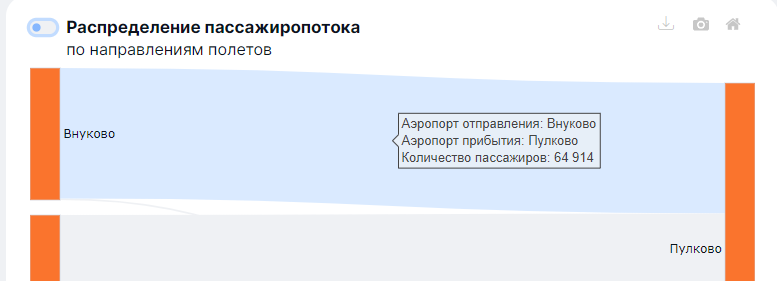 Распределение пассажиропотока
по направлениям полетов
Внуково
Аэропорт отправления: Внуково
Аэропорт прибытия: Пулково
Количество пассажиров: 64 914
Пулково